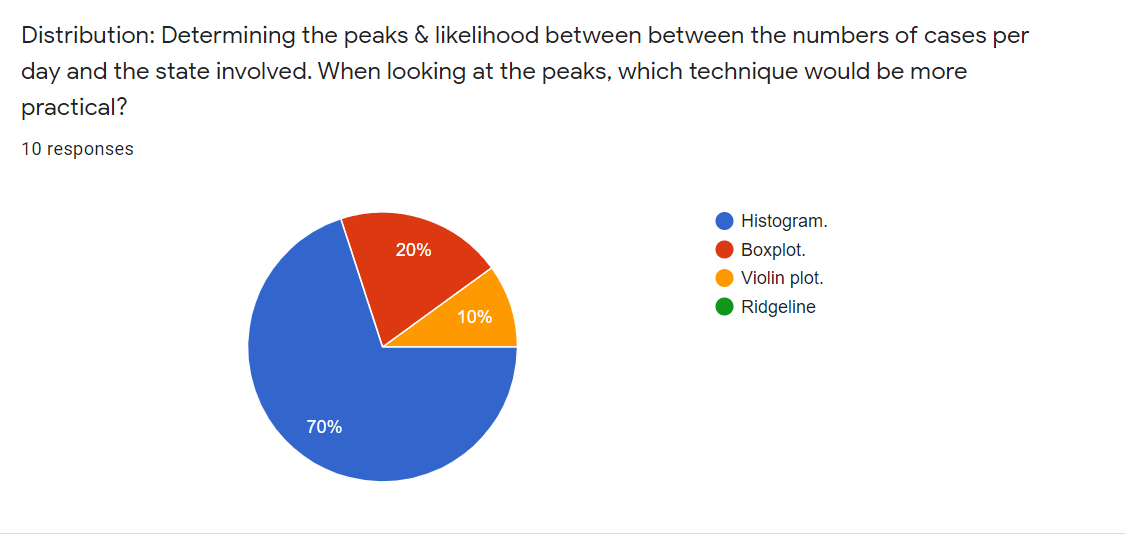 Distribution: Determining the peaks & likelihood between between the numbers of cases per
day and the state involved. When looking at the peaks, which technique would be more
practical?
10 responses
20%
10%
70%
Histogram.
Boxplot.
Violin plot.
Ridgeline